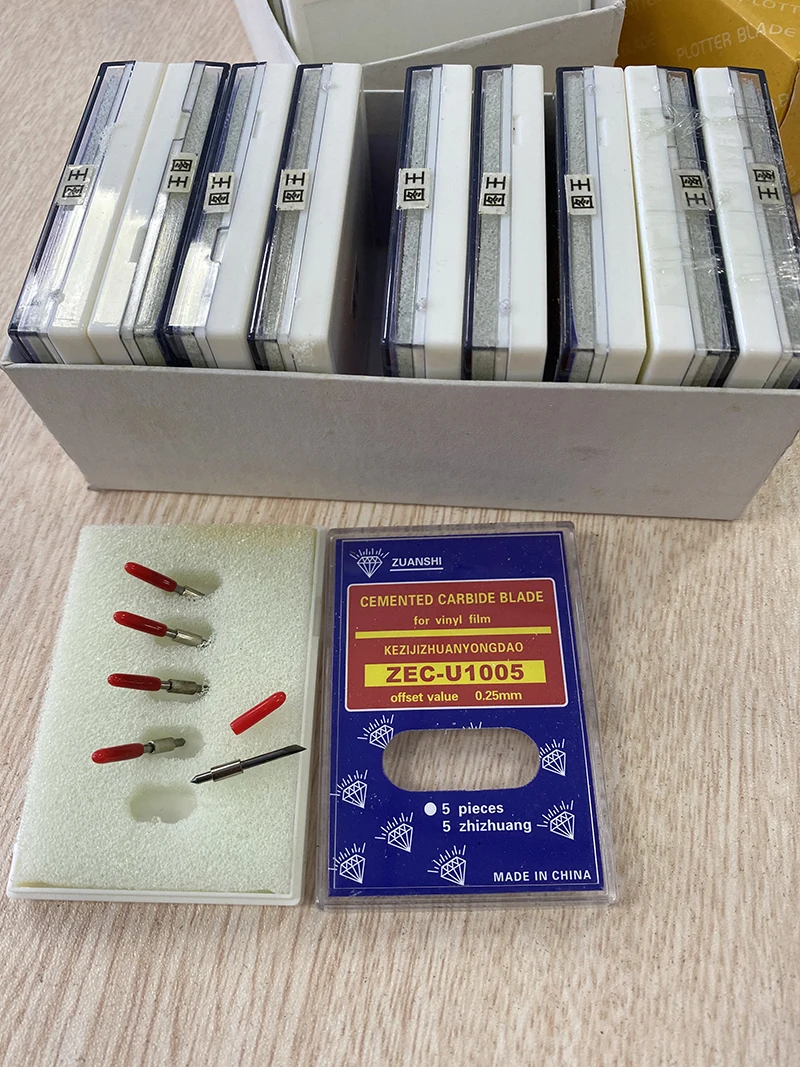 PLOTTER BLADE
ZUANSHI
CEMENTED CARBIDE BLADE
for vinyl film
KEZIJIZHUANYONGDAO
ZEC-U1005
offset value 0.25mm
5 pieces
5 zhizhuang
MADE IN CHINA